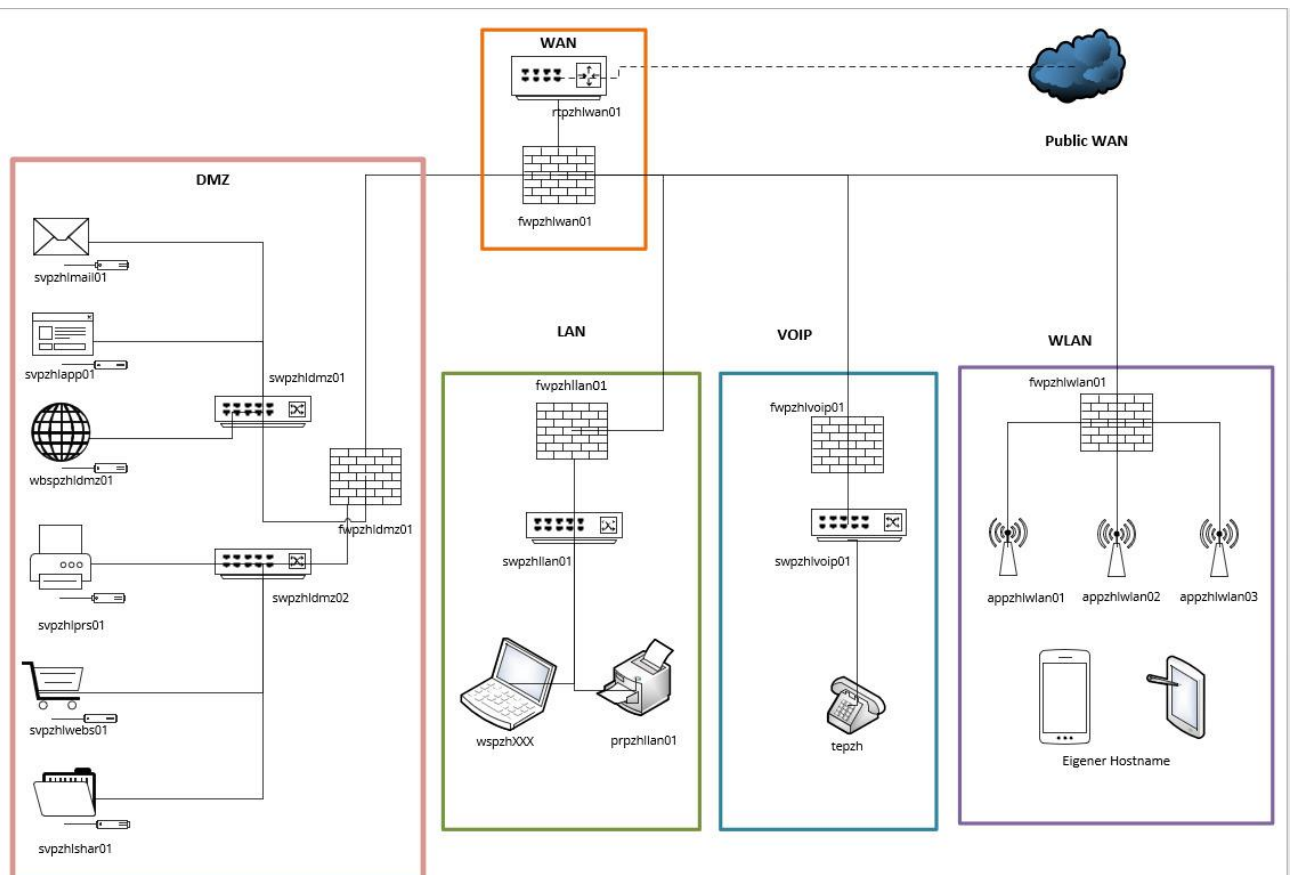 WAN
rtpzhlwan01
Public WAN
fwpzhlwan01
DMZ
svpzhlmail01
svpzhlapp01
swpzhldmz01
wbspzhldmz01
fwpzhldmz01
svpzhlprs01
swpzhldmz02
svpzhlwebs01
svpzhlshar01
LAN
fwpzhllan01
swpzhllan01
wspzhXXX
prpzhllan01
VOIP
fwpzhlvoip01
swpzhlvoip01
tepzh
WLAN
fwpzhlwlan01
appzhlwlan01
appzhlwlan02
appzhlwlan03
Eigener Hostname